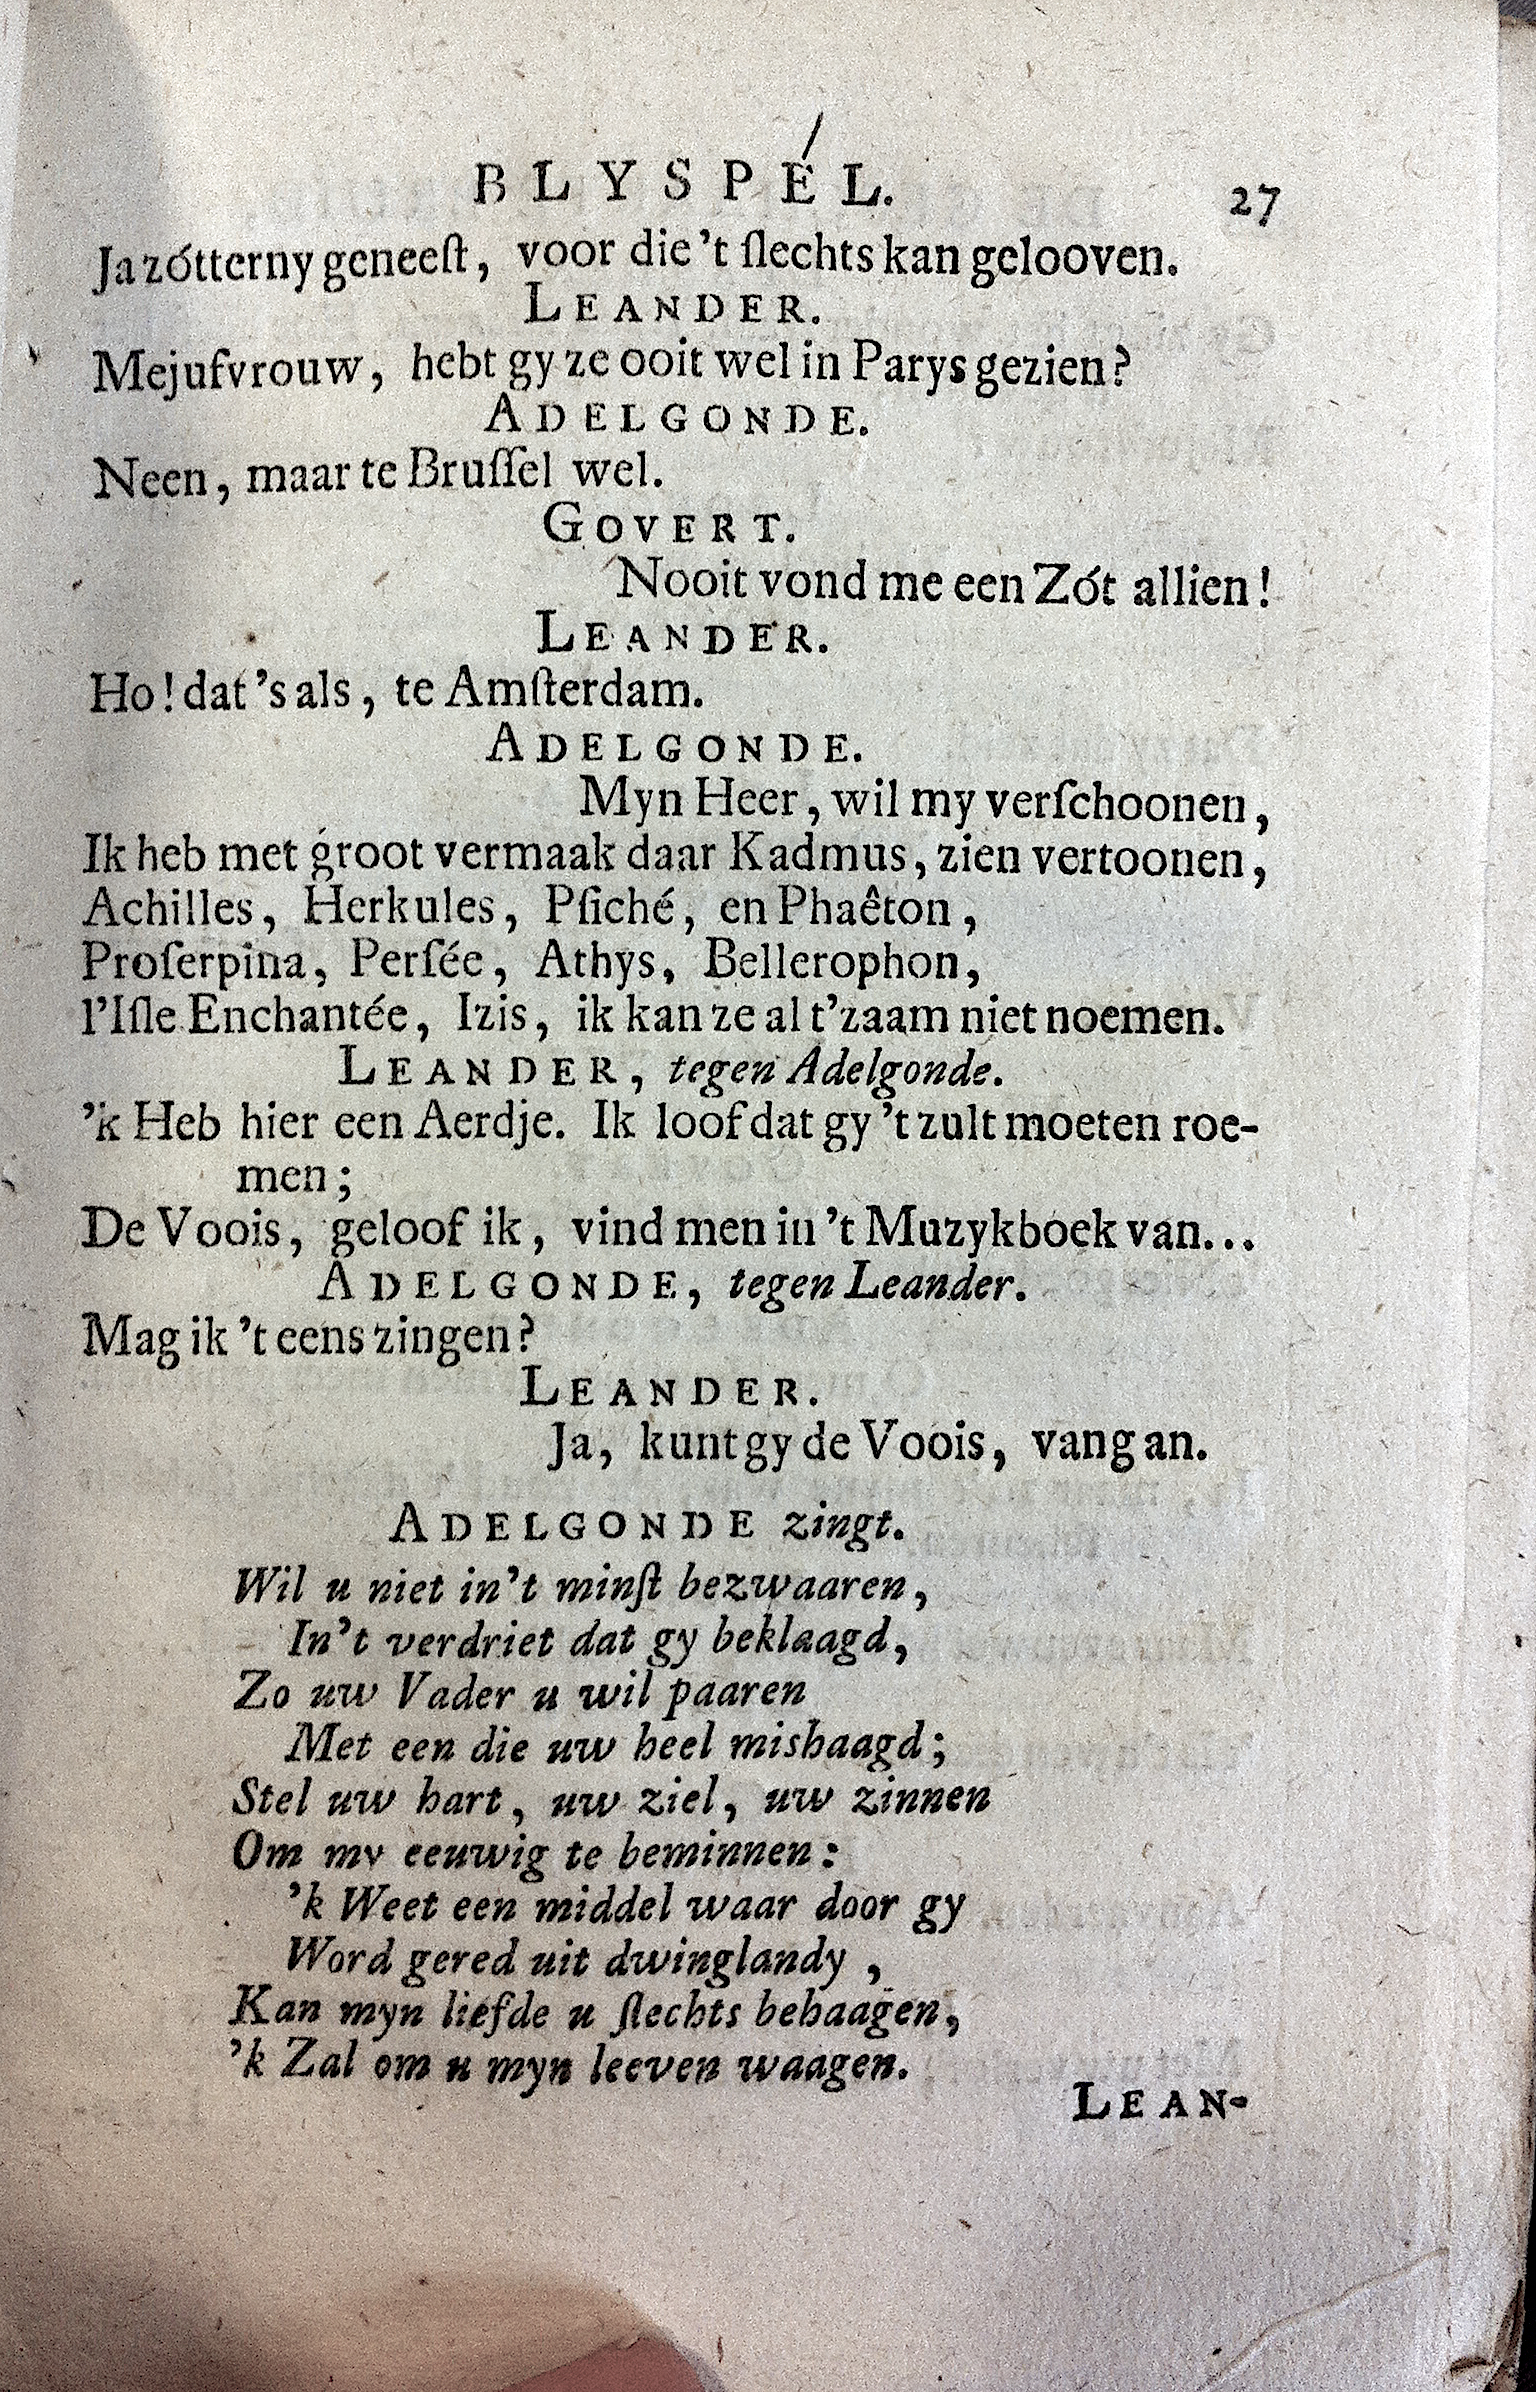 BLYSPÉL. 27
Ja zótterny geneeſt, voor die 't ſlechts kan gelooven.
LEANDER.
Mejufvrouw, hebt gy ze ooit wel in Parys gezien?
ADELGONDE.
Neen, maar te Bruſſel wel.
GOVERT.
Nooit vond me een Zót allien!
LEANDER.
Ho! dat 's als, te Amſterdam.
ADELGONDE.
Myn Heer, wil my verſchoonen,
Ik heb met groot vermaak daar Kadmus, zien vertoonen,
Achilles, Herkules, Pſiché, en Phaêton,
Proſerpina, Perſée, Athys, Bellerophon,
l'Iſle Enchantée, Izis, ik kan ze al t'zaam niet noemen.
LEANDER, tegen Adelgonde.
'k Heb hier een Aerdje. Ik loof dat gy 't zult moeten roe-
men;
De Voois, geloof ik, vind men in 't Muzykboek van...
ADELGONDE, tegen Leander.
Mag ik 't eens zingen?
LEANDER.
Ja, kunt gy de Voois, vang an.
ADELGONDE zingt.
Wil u niet in't minſt bezwaaren,
In't verdriet dat gy beklaagd,
Zo uw Vader u wil paaren
Met een die uw heel mishaagd;
Stel uw hart, uw ziel, uw zinnen
Om my eeuwig te beminnen:
'k Weet een middel waar door gy
Word gered uit dwinglandy,
Kan myn liefde u ſlechts behaagen,
'k Zal om u myn leeven waagen.
LEAN-